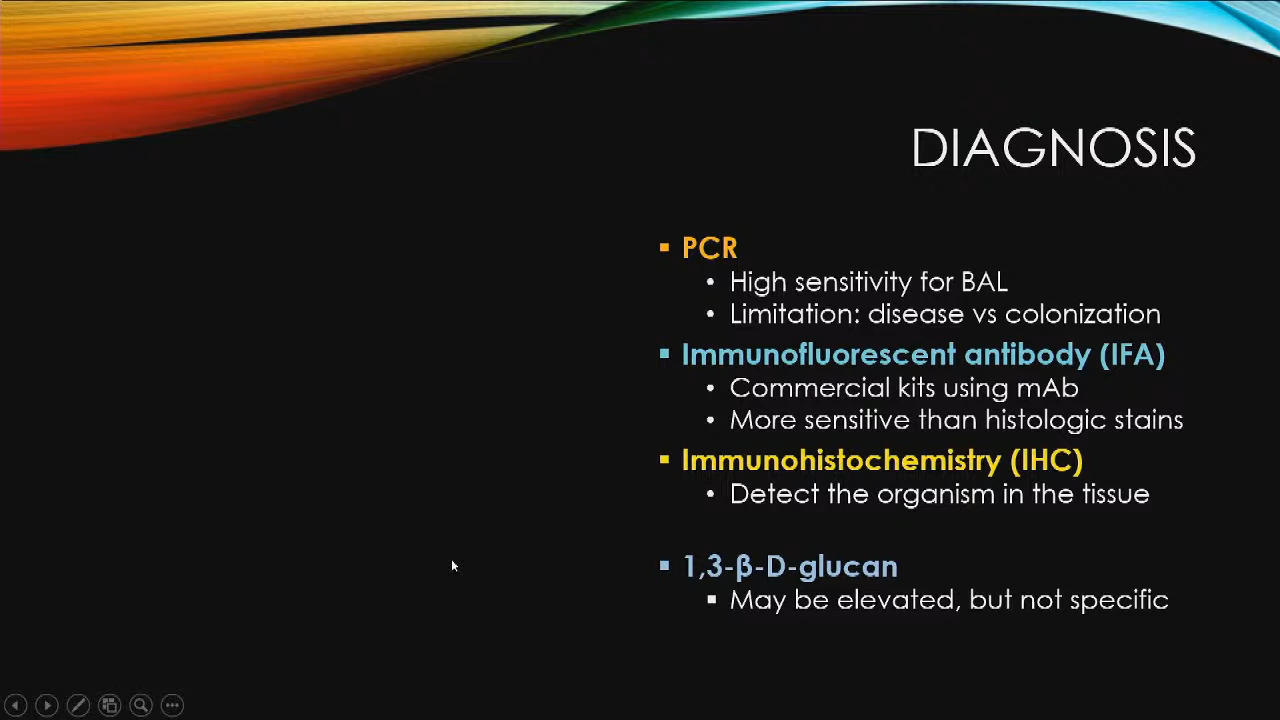 DIAGNOSIS
▪ PCR
• High sensitivity for BAL
• Limitation: disease vs colonization
▪ Immunofluorescent antibody (IFA)
• Commercial kits using mAb
• More sensitive than histologic stains
▪ Immunohistochemistry (IHC)
• Detect the organism in the tissue
▪ 1,3-β-D-glucan
▪ May be elevated, but not specific